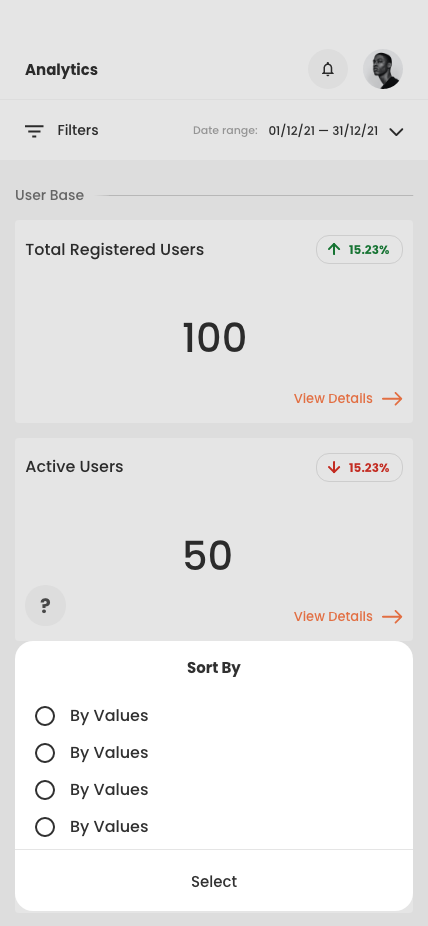 Analytics
Filters
Date range: 01/12/21 — 31/12/21
User Base
Total Registered Users
15.23%
100
View Details
Active Users
15.23%
50
?
View Details
Sort By
By Values
By Values
By Values
By Values
Select